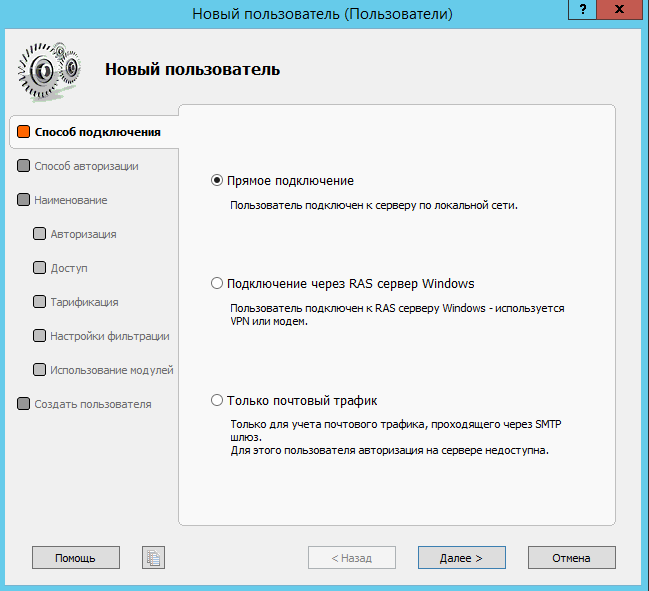 Новый пользователь (Пользователи)
?
x
Новый пользователь
Способ подключения
Способ авторизации
Наименование
Авторизация
Доступ
Тарификация
Настройки фильтрации
Использование модулей
Создать пользователя
Прямое подключение
Пользователь подключен к серверу по локальной сети.
Подключение через RAS сервер Windows
Пользователь подключен к RAS серверу Windows - используется
VPN или модем.
Только почтовый трафик
Только для учета почтового трафика, проходящего через SMTP
шлюз.
Для этого пользователя авторизация на сервере недоступна.
Помощь
< Назад
Далее >
Отмена